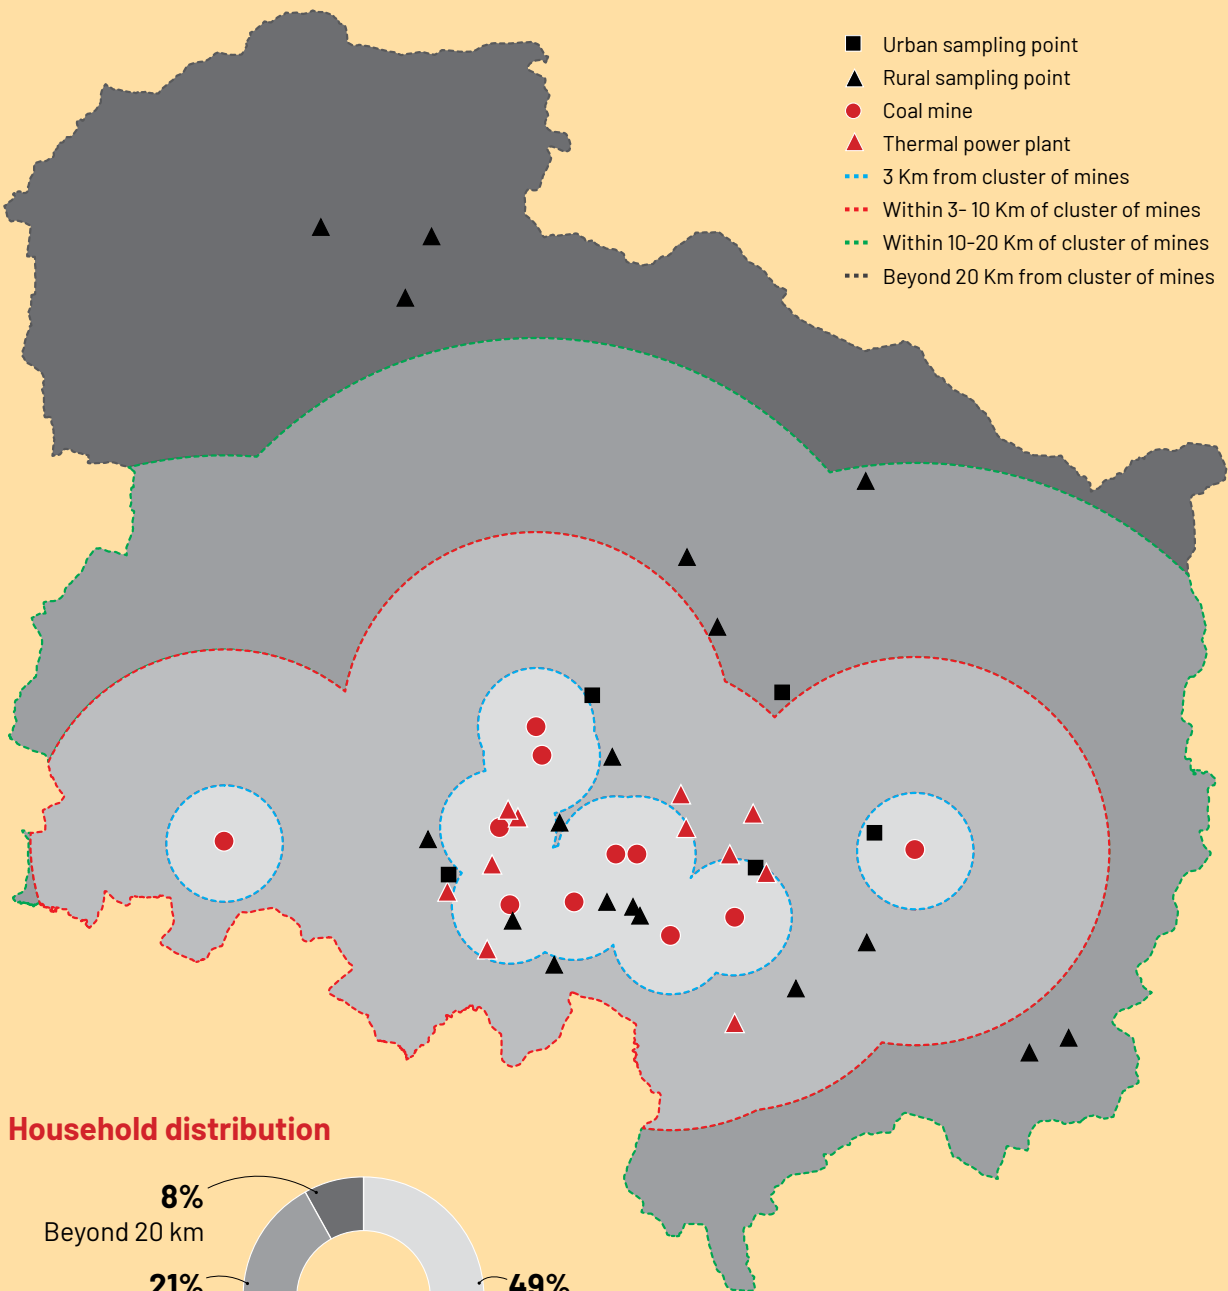 Urban sampling point
Rural sampling point
Coal mine
Thermal power plant
3 Km from cluster of mines
Within 3- 10 Km of cluster of mines
Within 10-20 Km of cluster of mines
Beyond 20 Km from cluster of mines
Household distribution
8%
Beyond 20 km
21%
49%